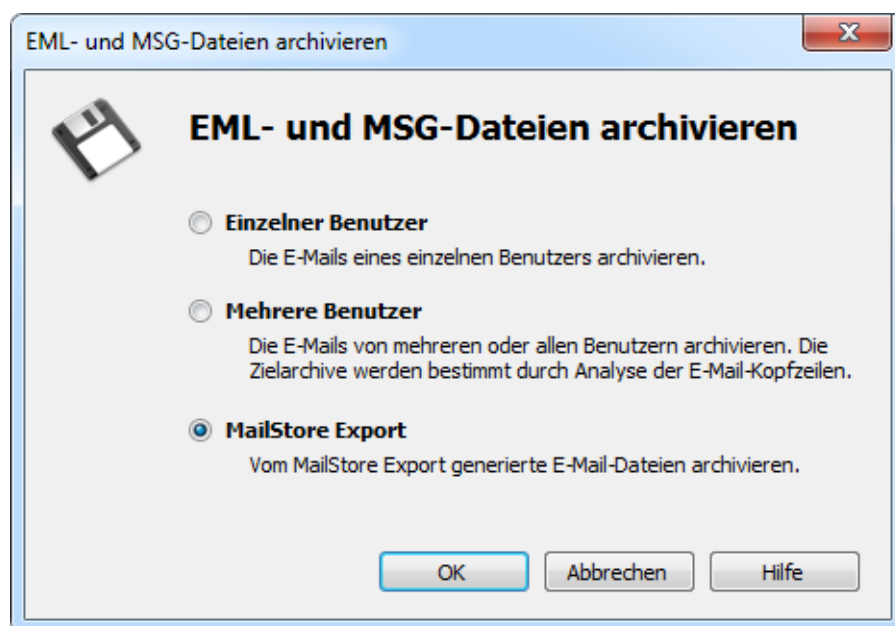 EML- und MSG-Dateien archivieren
EML- und MSG-Dateien archivieren
Einzelner Benutzer
Die E-Mails eines einzelnen Benutzers archivieren.
Mehrere Benutzer
Die E-Mails von mehreren oder allen Benutzern archivieren. Die
Zielarchive werden bestimmt durch Analyse der E-Mail-Kopfzeilen.
MailStore Export
Vom MailStore Export generierte E-Mail-Dateien archivieren.
OK Abbrechen Hilfe